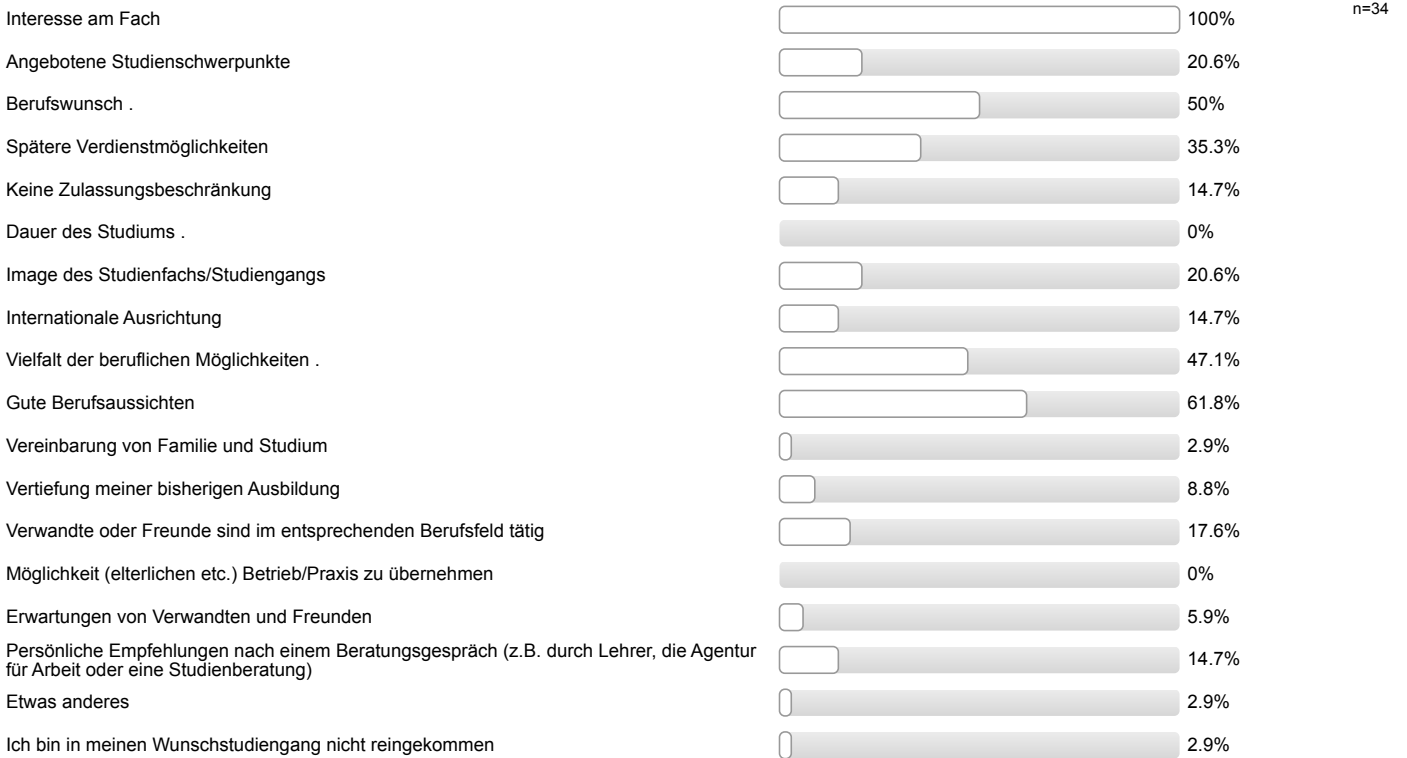 Interesse am Fach 100% n=34
Angebotene Studienschwerpunkte 20.6%
Berufswunsch . 50%
Spätere Verdienstmöglichkeiten 35.3%
Keine Zulassungsbeschränkung 14.7%
Dauer des Studiums . 0%
Image des Studienfachs/Studiengangs 20.6%
Internationale Ausrichtung 14.7%
Vielfalt der beruflichen Möglichkeiten . 47.1%
Gute Berufsaussichten 61.8%
Vereinbarung von Familie und Studium 2.9%
Vertiefung meiner bisherigen Ausbildung 8.8%
Verwandte oder Freunde sind im entsprechenden Berufsfeld tätig 17.6%
Möglichkeit (elterlichen etc.) Betrieb/Praxis zu übernehmen 0%
Erwartungen von Verwandten und Freunden 5.9%
Persönliche Empfehlungen nach einem Beratungsgespräch (z.B. durch Lehrer, die Agentur
für Arbeit oder eine Studienberatung) 14.7%
Etwas anderes 2.9%
Ich bin in meinen Wunschstudiengang nicht reingekommen 2.9%